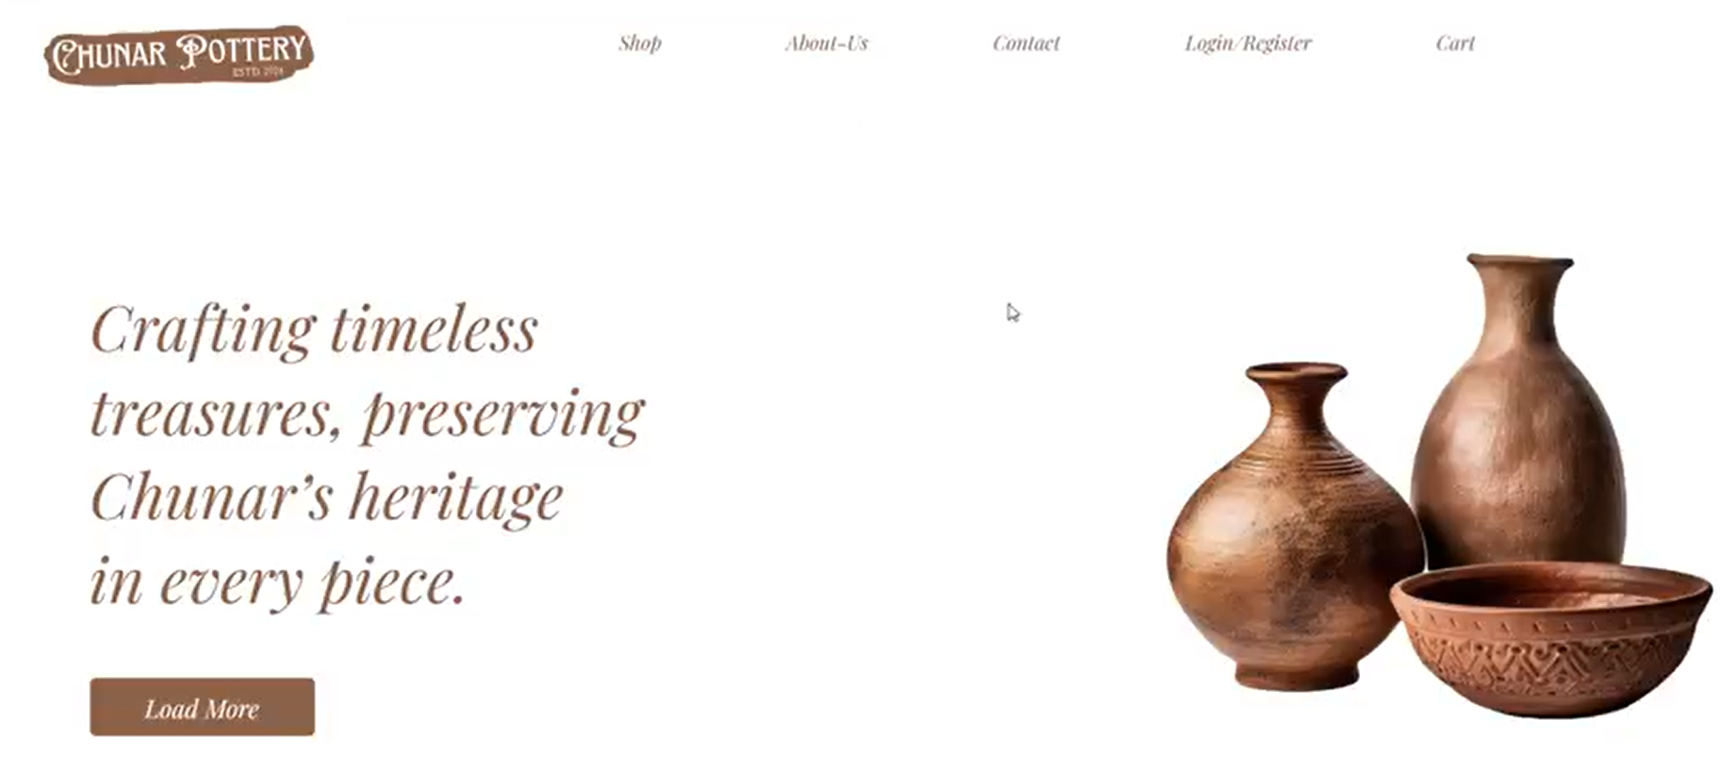 CHUNAR POTTERY
ESTD 2024
Shop
About-Us
Contact
Login/Register
Cart
Crafting timeless
treasures, preserving
Chunar’s heritage
in every piece.
Load More